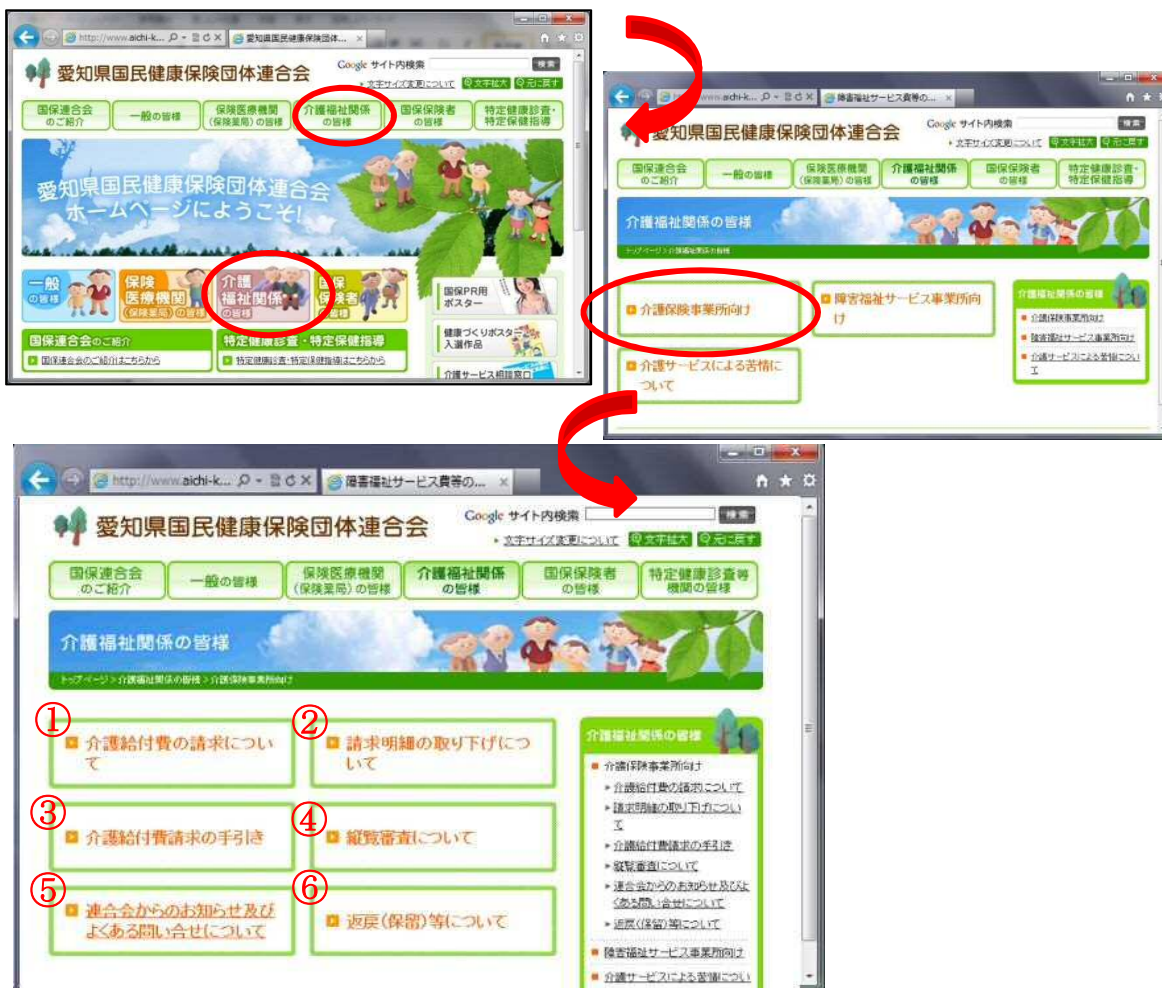 http://www.aichi-k...
愛知県国民健康保険団体...
愛知県国民健康保険団体連合会
Google サイト内検索
検索
文字サイズ変更について
文字拡大
元に戻す
国保連合会
のご紹介
一般の皆様
保険医療機関
(保険薬局)の皆様
介護福祉関係
の皆様
国保保険者
の皆様
特定健康診査・
特定保健指導
愛知県国民健康保険団体連合会
ホームページにようこそ!
一般
の皆様
保険
医療機関
(保険薬局)の皆様
介護
福祉関係
の皆様
国保
保険者
の皆様
国保PR用
ポスター
健康づくりポスター
入選作品
介護サービス相談窓口
国保連合会のご紹介
国保連合会のご紹介はこちらから
特定健康診査・特定保健指導
特定健康診査・特定保健指導はこちらから
障害福祉サービス費等の...
愛知県国民健康保険団体連合会
Google サイト内検索
検索
文字サイズ変更について
文字拡大
元に戻す
国保連合会
のご紹介
一般の皆様
保険医療機関
(保険薬局)の皆様
介護福祉関係
の皆様
国保保険者
の皆様
特定健康診査・
特定保健指導
介護福祉関係の皆様
トップページ>介護福祉関係の皆様
介護保険事業所向け
障害福祉サービス事業所向
け
介護サービスによる苦情に
ついて
介護福祉関係の皆様
介護保険事業所向け
障害福祉サービス事業所向け
介護サービスによる苦情につい
て
http://www.aichi-k...
障害福祉サービス費等の...
愛知県国民健康保険団体連合会
Google サイト内検索
検索
文字サイズ変更について
文字拡大
元に戻す
国保連合会
のご紹介
一般の皆様
保険医療機関
(保険薬局)の皆様
介護福祉関係
の皆様
国保保険者
の皆様
特定健康診査等
機関の皆様
介護福祉関係の皆様
トップページ>介護福祉関係の皆様>介護保険事業所向け
①
介護給付費の請求につい
て
②
請求明細の取り下げにつ
いて
③
介護給付費請求の手引き
④
縦覧審査について
⑤
連合会からのお知らせ及び
よくある問い合せについて
⑥
返戻(保留)等について
介護福祉関係の皆様
介護保険事業所向け
介護給付費の請求について
請求明細の取り下げについ
て
介護給付費請求の手引き
縦覧審査について
連合会からのお知らせ及びよ
くある問い合せについて
返戻(保留)等について
障害福祉サービス事業所向け
介護サービスによる苦情につい